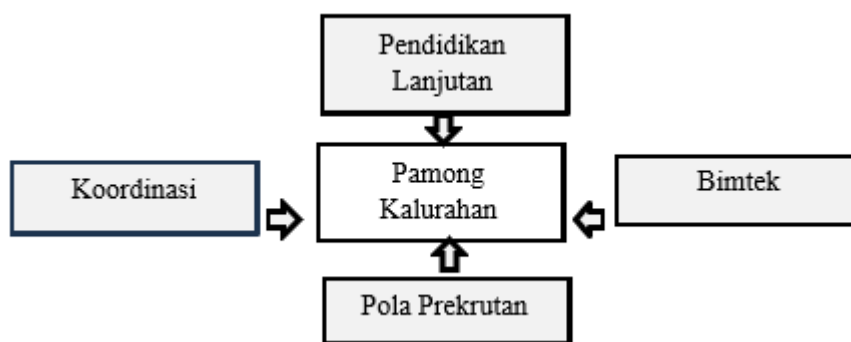 Pendidikan
Lanjutan
Koordinasi
Pamong
Kalurahan
Bimtek
Pola Prekrutan